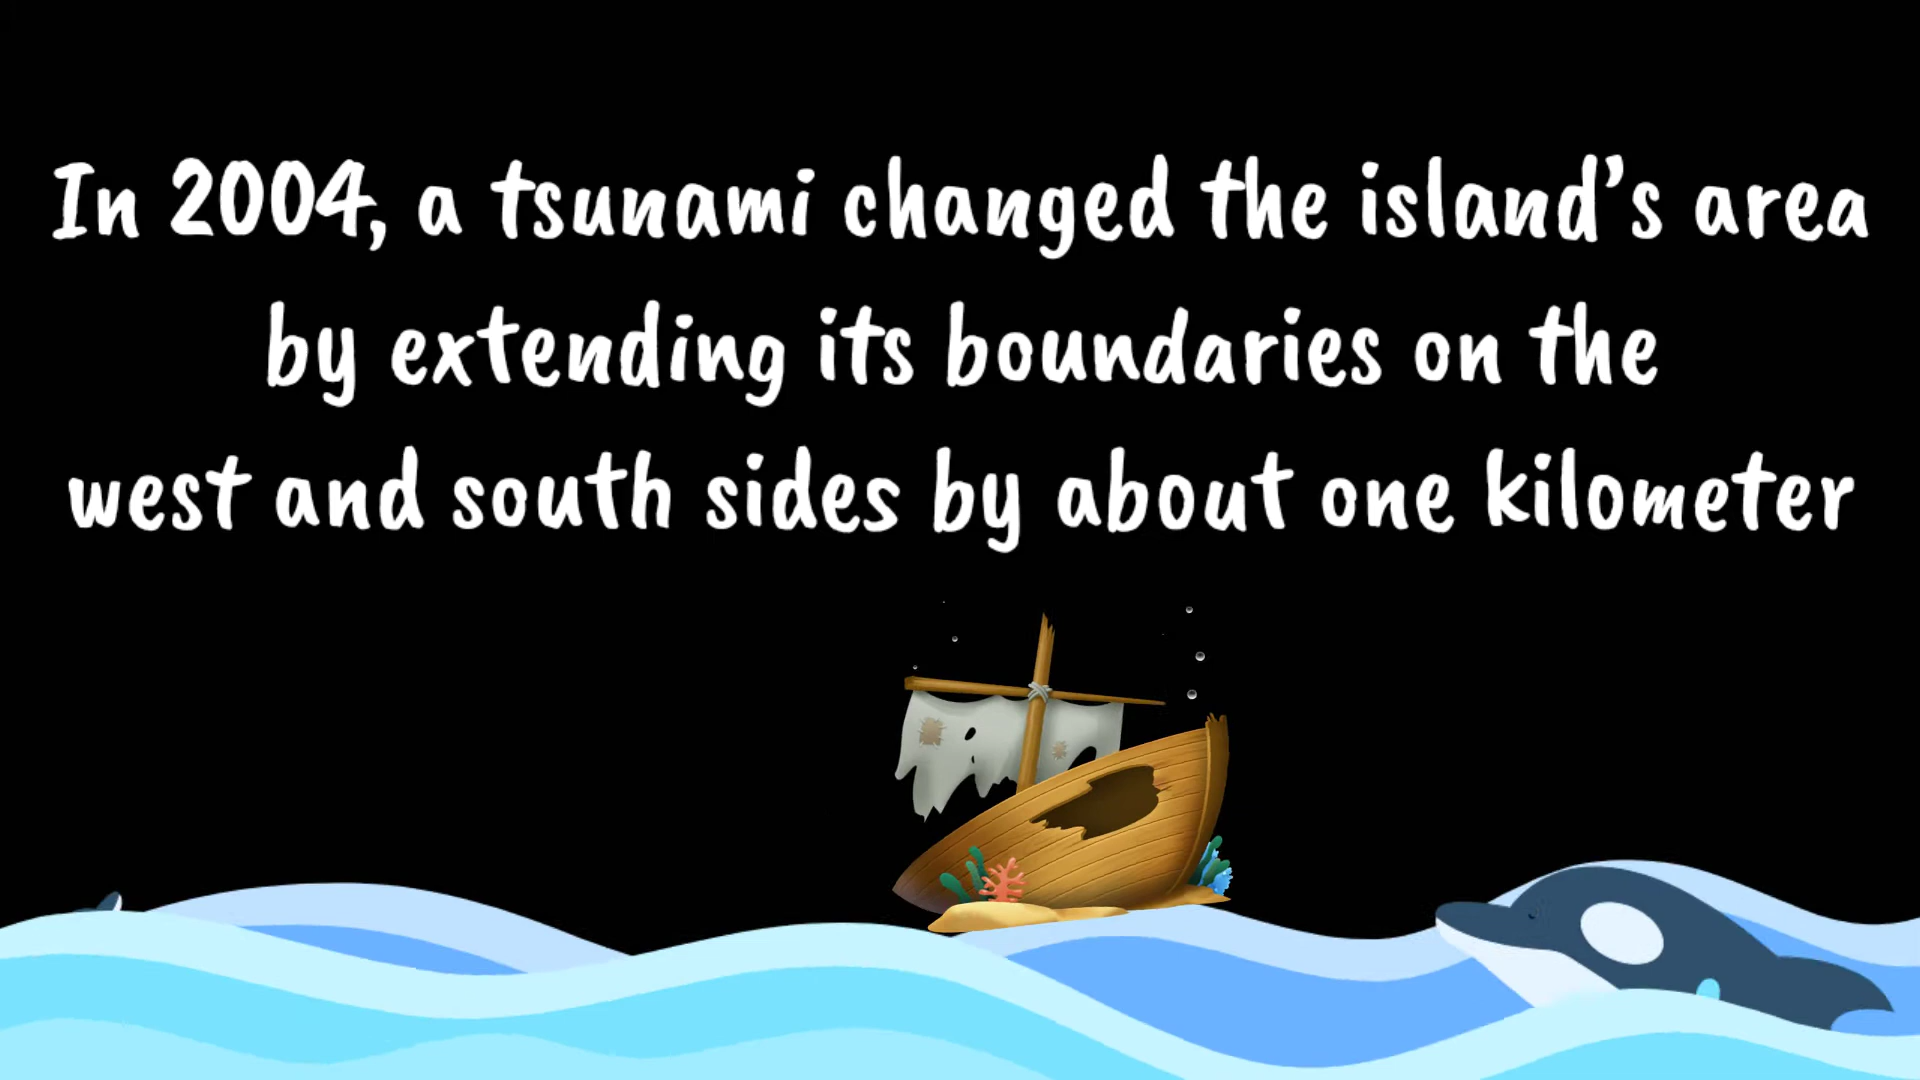 In 2004, a tsunami changed the island’s area
by extending its boundaries on the
west and south sides by about one kilometer